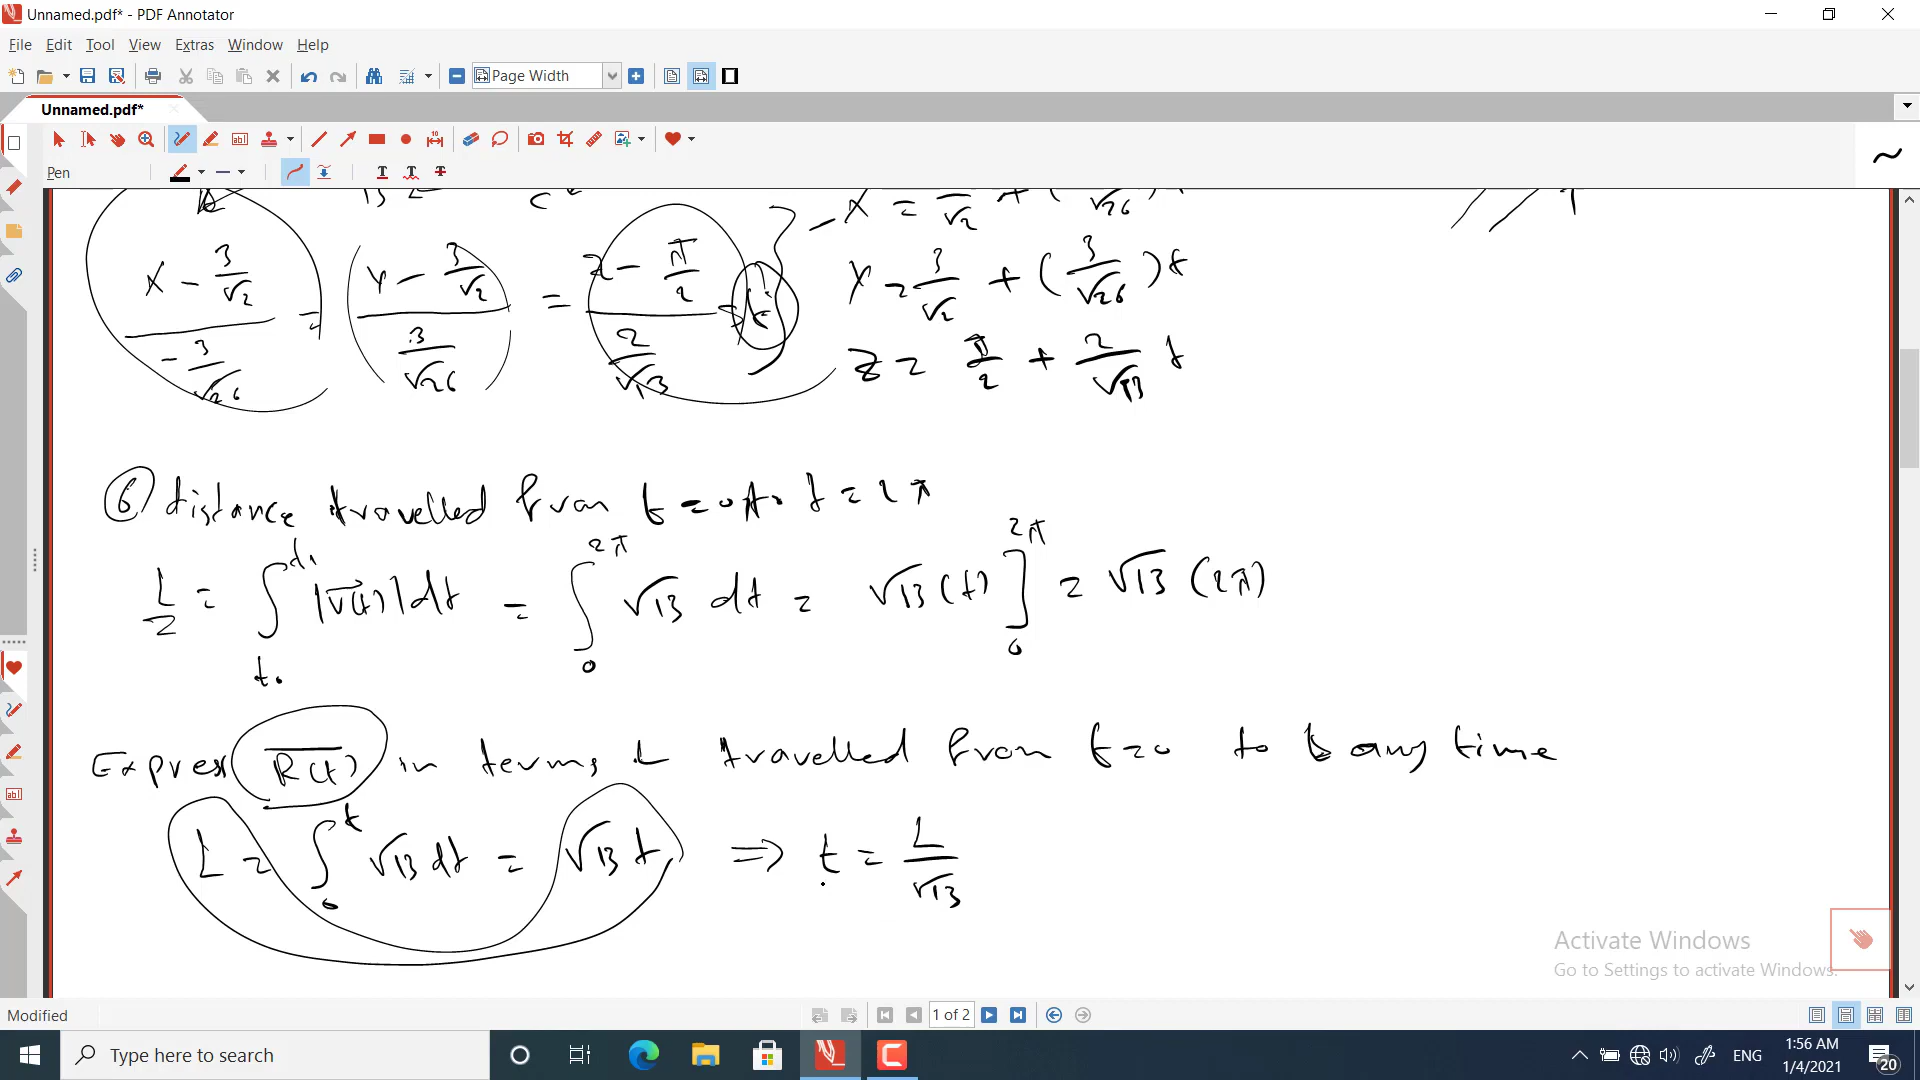 Unnamed.pdf* - PDF Annotator
File Edit Tool View Extras Window Help
Page Width
Unnamed.pdf*
Pen
X = /√2 + ( /√26)t
X - 3/√2 / -3/√26 = Y - 3/√2 / 3/√26 = Z - π/2 / 2/√13 = t
Y = 3/√2 + (3/√26)t
Z = π/2 + 2/√13 t
⑥ distance travelled from t = 0 to t = 2π
L = ∫ t₀ t₁ |V(t)| dt = ∫ 0 2π √13 dt = √13 (t) ] 0 2π = √13 (2π)
Express R(t) in terms L travelled from t=0 to t any time
L = ∫ 0 t √13 dt = √13 t ⇒ t = L/√13
Activate Windows
Go to Settings to activate Windows.
Modified
1 of 2
Type here to search
ENG
1:56 AM
1/4/2021
20